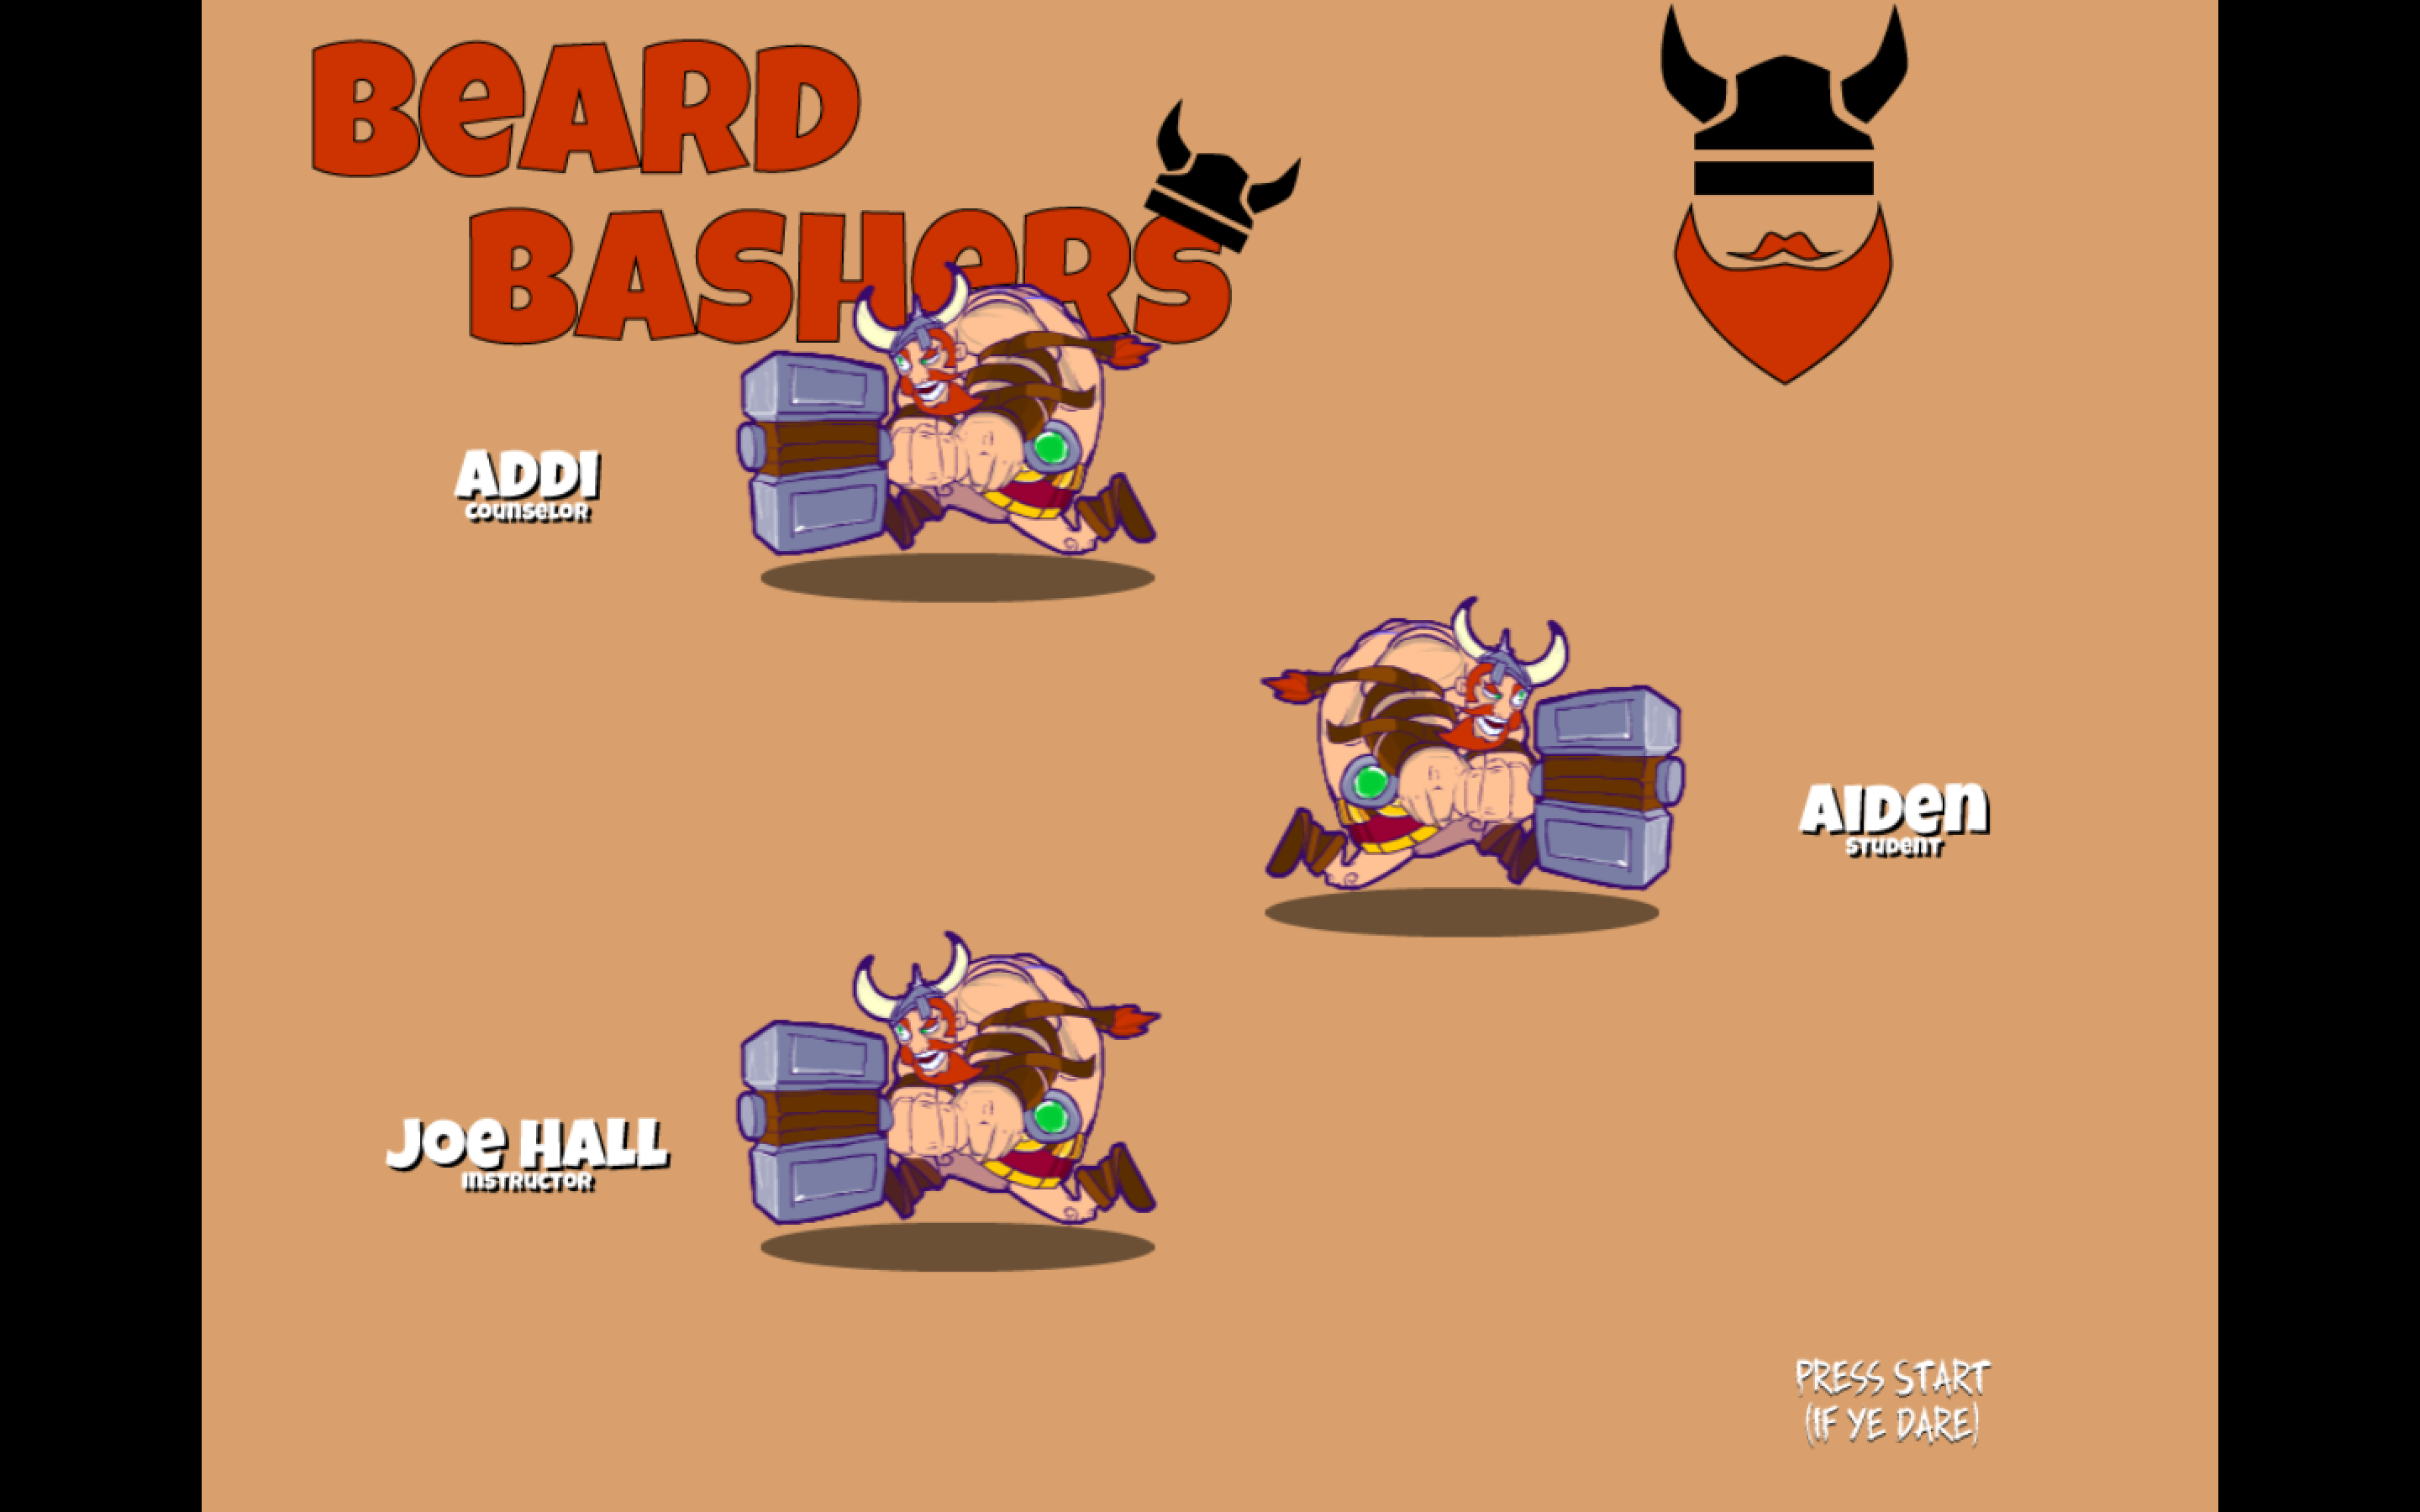 BeARD
BASHeRS
ADDI
COUNSELOR
AIDen
STUDENT
JOe HALL
INSTRUCTOR
PRESS START
(IF YE DARE)